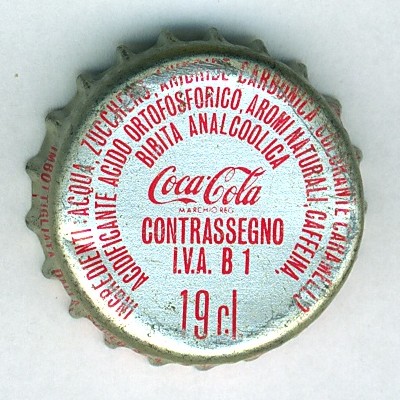 INGREDIENTI: ACQUA, ZUCCHERO, ANIDRIDE CARBONICA, COLORANTE CARAMELLO,
ACIDIFICANTE ACIDO ORTOFOSFORICO, AROMI NATURALI, CAFFEINA.
BIBITA ANALCOOLICA
Coca-Cola
MARCHIO REG.
CONTRASSEGNO
I.V.A. B 1
19 cl
IMBOTTIGLIATA